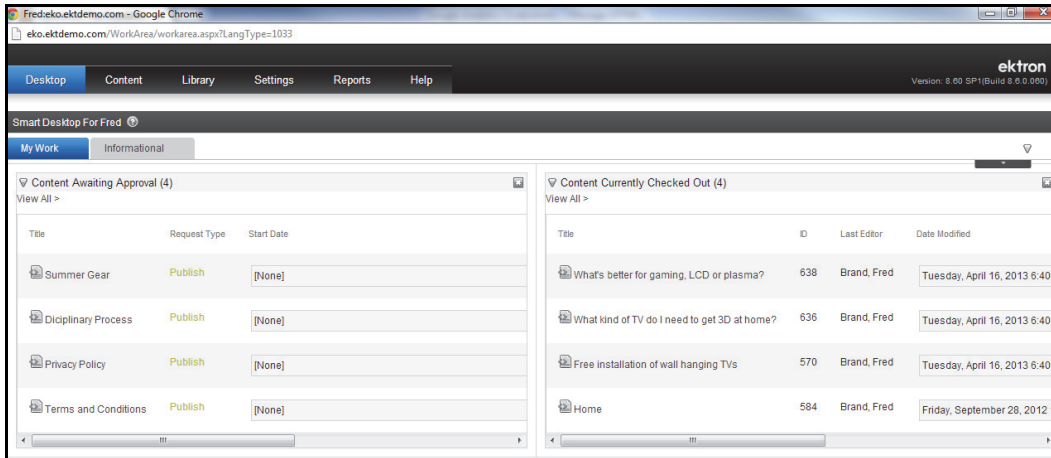 Fred:eko.ektdemo.com - Google Chrome
eko.ektdemo.com/WorkArea/workarea.aspx?LangType=1033
Desktop Content Library Settings Reports Help
ektron
Version: 8.60 SP1(Build 8.6.0.060)
Smart Desktop For Fred
My Work Informational
Content Awaiting Approval (4)
View All >
Title Request Type Start Date
Summer Gear Publish [None]
Diciplinary Process Publish [None]
Privacy Policy Publish [None]
Terms and Conditions Publish [None]
Content Currently Checked Out (4)
View All >
Title ID Last Editor Date Modified
What's better for gaming, LCD or plasma? 638 Brand, Fred Tuesday, April 16, 2013 6:40
What kind of TV do I need to get 3D at home? 636 Brand, Fred Tuesday, April 16, 2013 6:40
Free installation of wall hanging TVs 570 Brand, Fred Tuesday, April 16, 2013 6:40
Home 584 Brand, Fred Friday, September 28, 2012